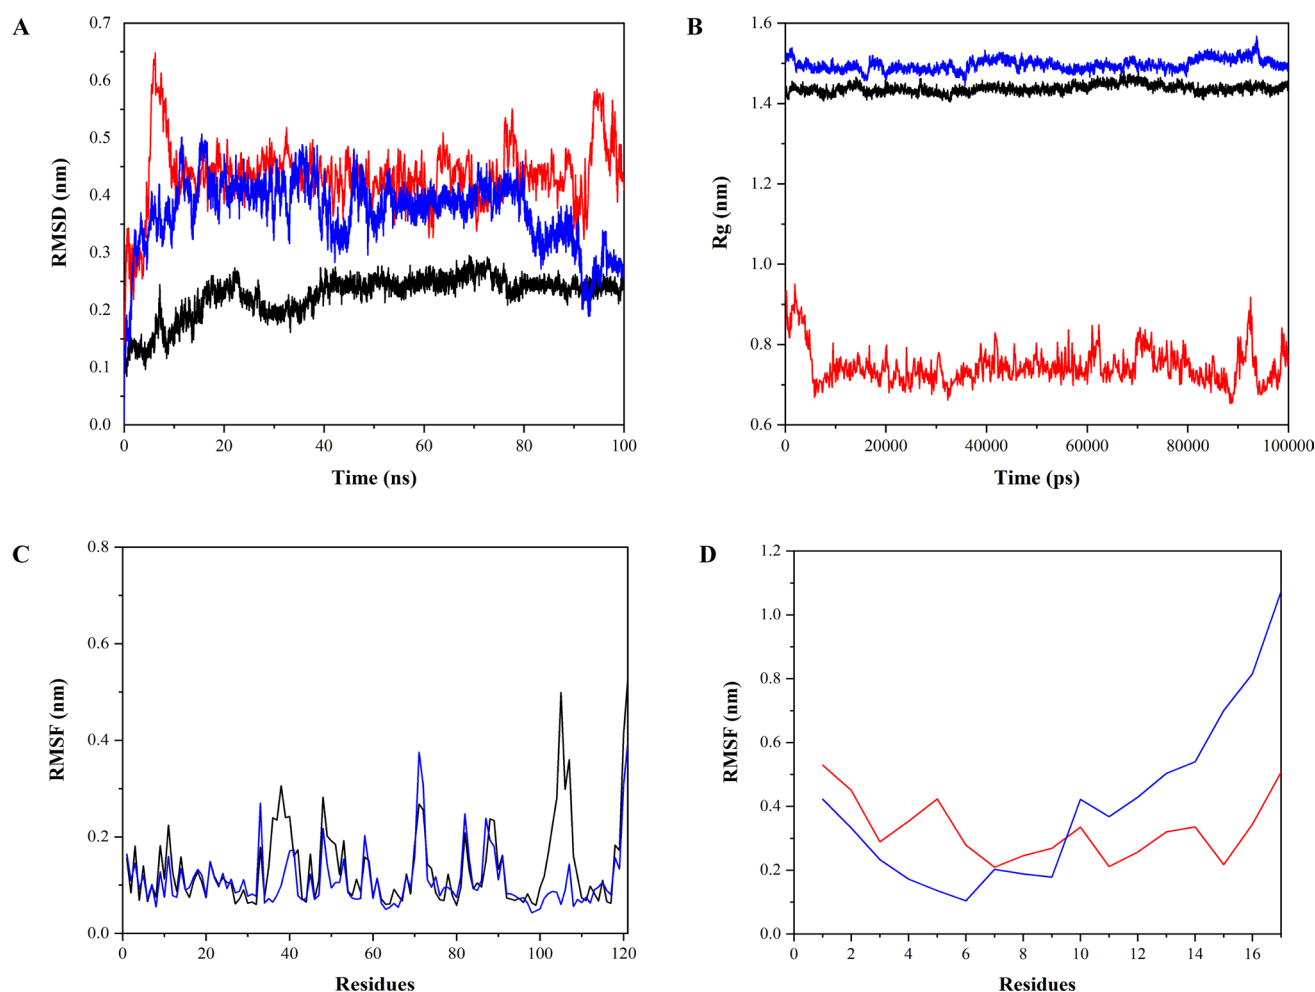 A
0.7
0.6
0.5
0.4
0.3
0.2
0.1
0.0
RMSD (nm)
0 20 40 60 80 100
Time (ns)
B
1.6
1.4
1.2
1.0
0.8
0.6
Rg (nm)
0 20000 40000 60000 80000 100000
Time (ps)
C
0.8
0.6
0.4
0.2
0.0
RMSF (nm)
0 20 40 60 80 100 120
Residues
D
1.2
1.0
0.8
0.6
0.4
0.2
0.0
RMSF (nm)
0 2 4 6 8 10 12 14 16
Residues